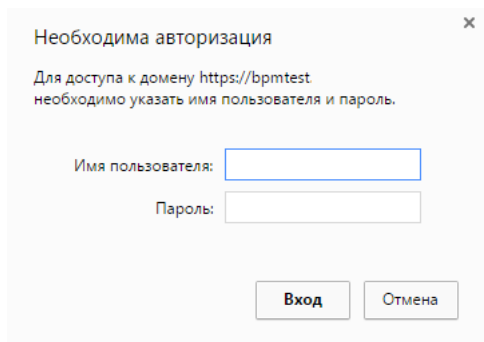 Необходима авторизация
Для доступа к домену https://bpmtest
необходимо указать имя пользователя и пароль.
Имя пользователя:
Пароль:
Вход Отмена